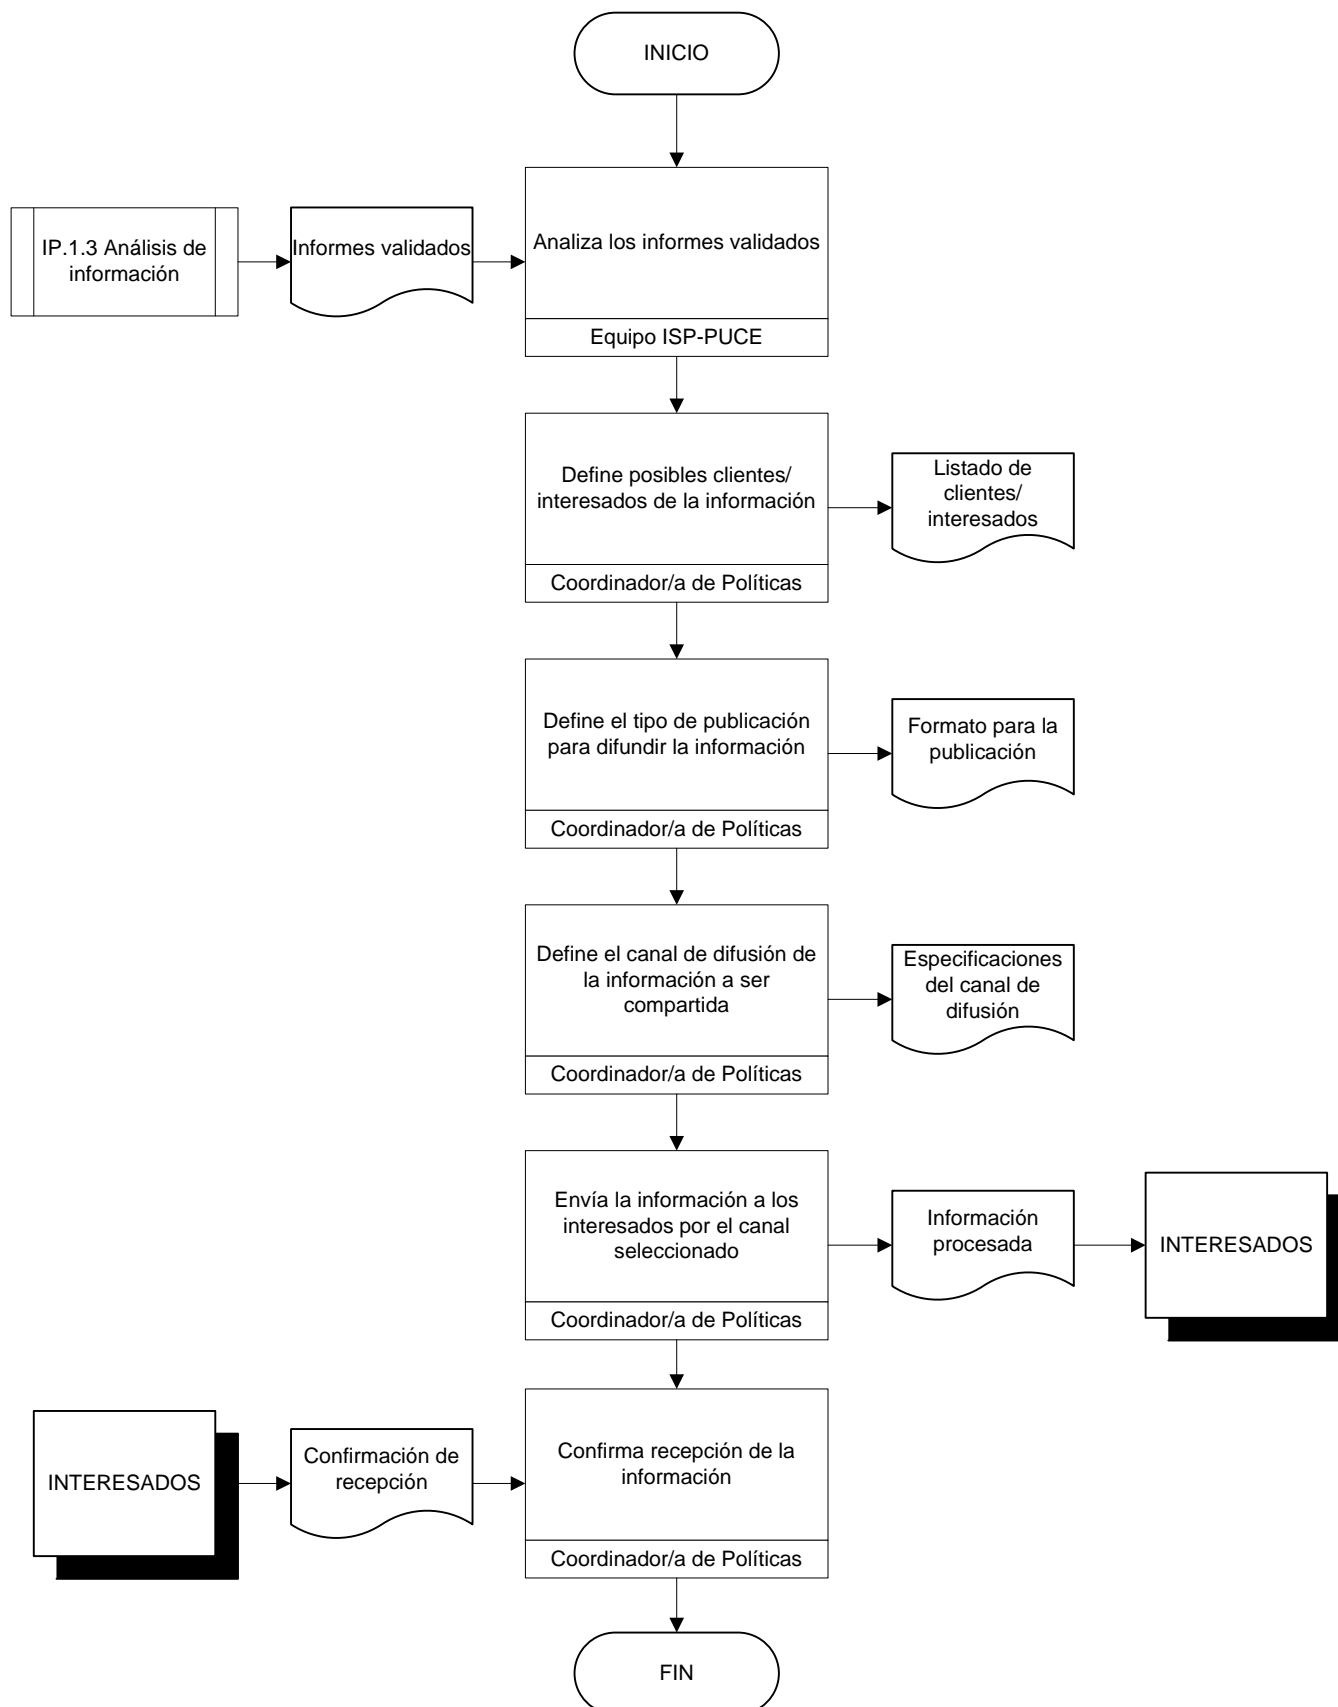 INICIO
IP.1.3 Análisis de
información
Informes validados
Analiza los informes validados
Equipo ISP-PUCE
Define posibles clientes/
interesados de la información
Coordinador/a de Políticas
Listado de
clientes/
interesados
Define el tipo de publicación
para difundir la información
Coordinador/a de Políticas
Formato para la
publicación
Define el canal de difusión de
la información a ser
compartida
Coordinador/a de Políticas
Especificaciones
del canal de
difusión
Envía la información a los
interesados por el canal
seleccionado
Coordinador/a de Políticas
Información
procesada
INTERESADOS
INTERESADOS
Confirmación de
recepción
Confirma recepción de la
información
Coordinador/a de Políticas
FIN